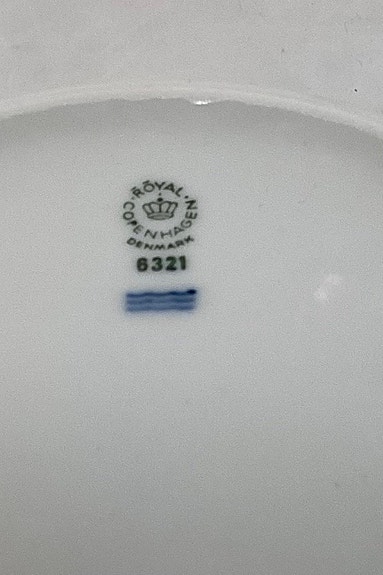 ROYAL
COPENHAGEN
DENMARK
6321